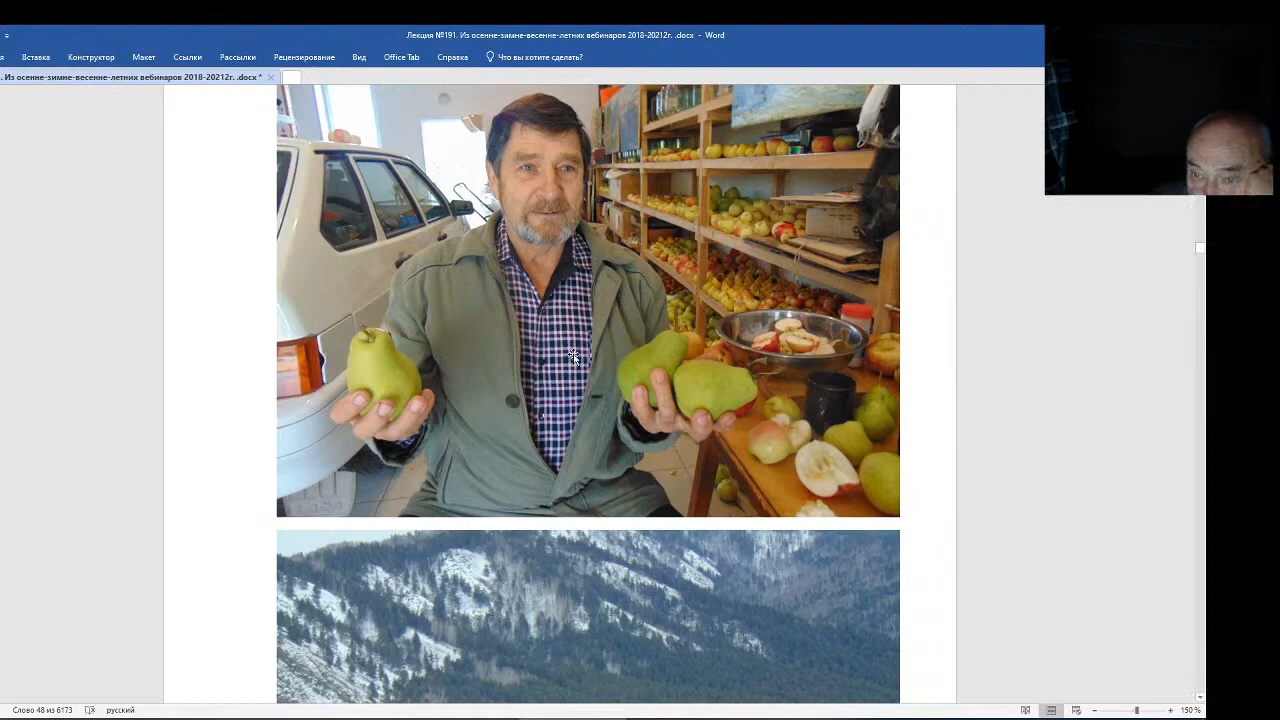 Лекция №191. Из осенне-зимне-весенне-летних вебинаров 2018-20212г. .docx - Word
Вставка Конструктор Макет Ссылки Рассылки Рецензирование Вид Office Tab Справка Что вы хотите сделать?
. Из осенне-зимне-весенне-летних вебинаров 2018-20212г. .docx *
Слово 48 из 6173 русский 150 %